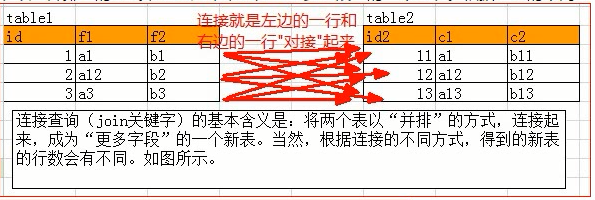 table1
连接就是左边的一行和
右边的一行"对接"起来
table2
id f1 f2
id2 c1 c2
1 a1 b1
11 a1 b11
2 a12 b2
12 a12 b12
3 a3 b3
13 a13 b13
连接查询（join关键字）的基本含义是：将两个表以“并排”的方式，连接起
来，成为“更多字段”的一个新表。当然，根据连接的不同方式，得到的新表
的行数会有不同。如图所示。